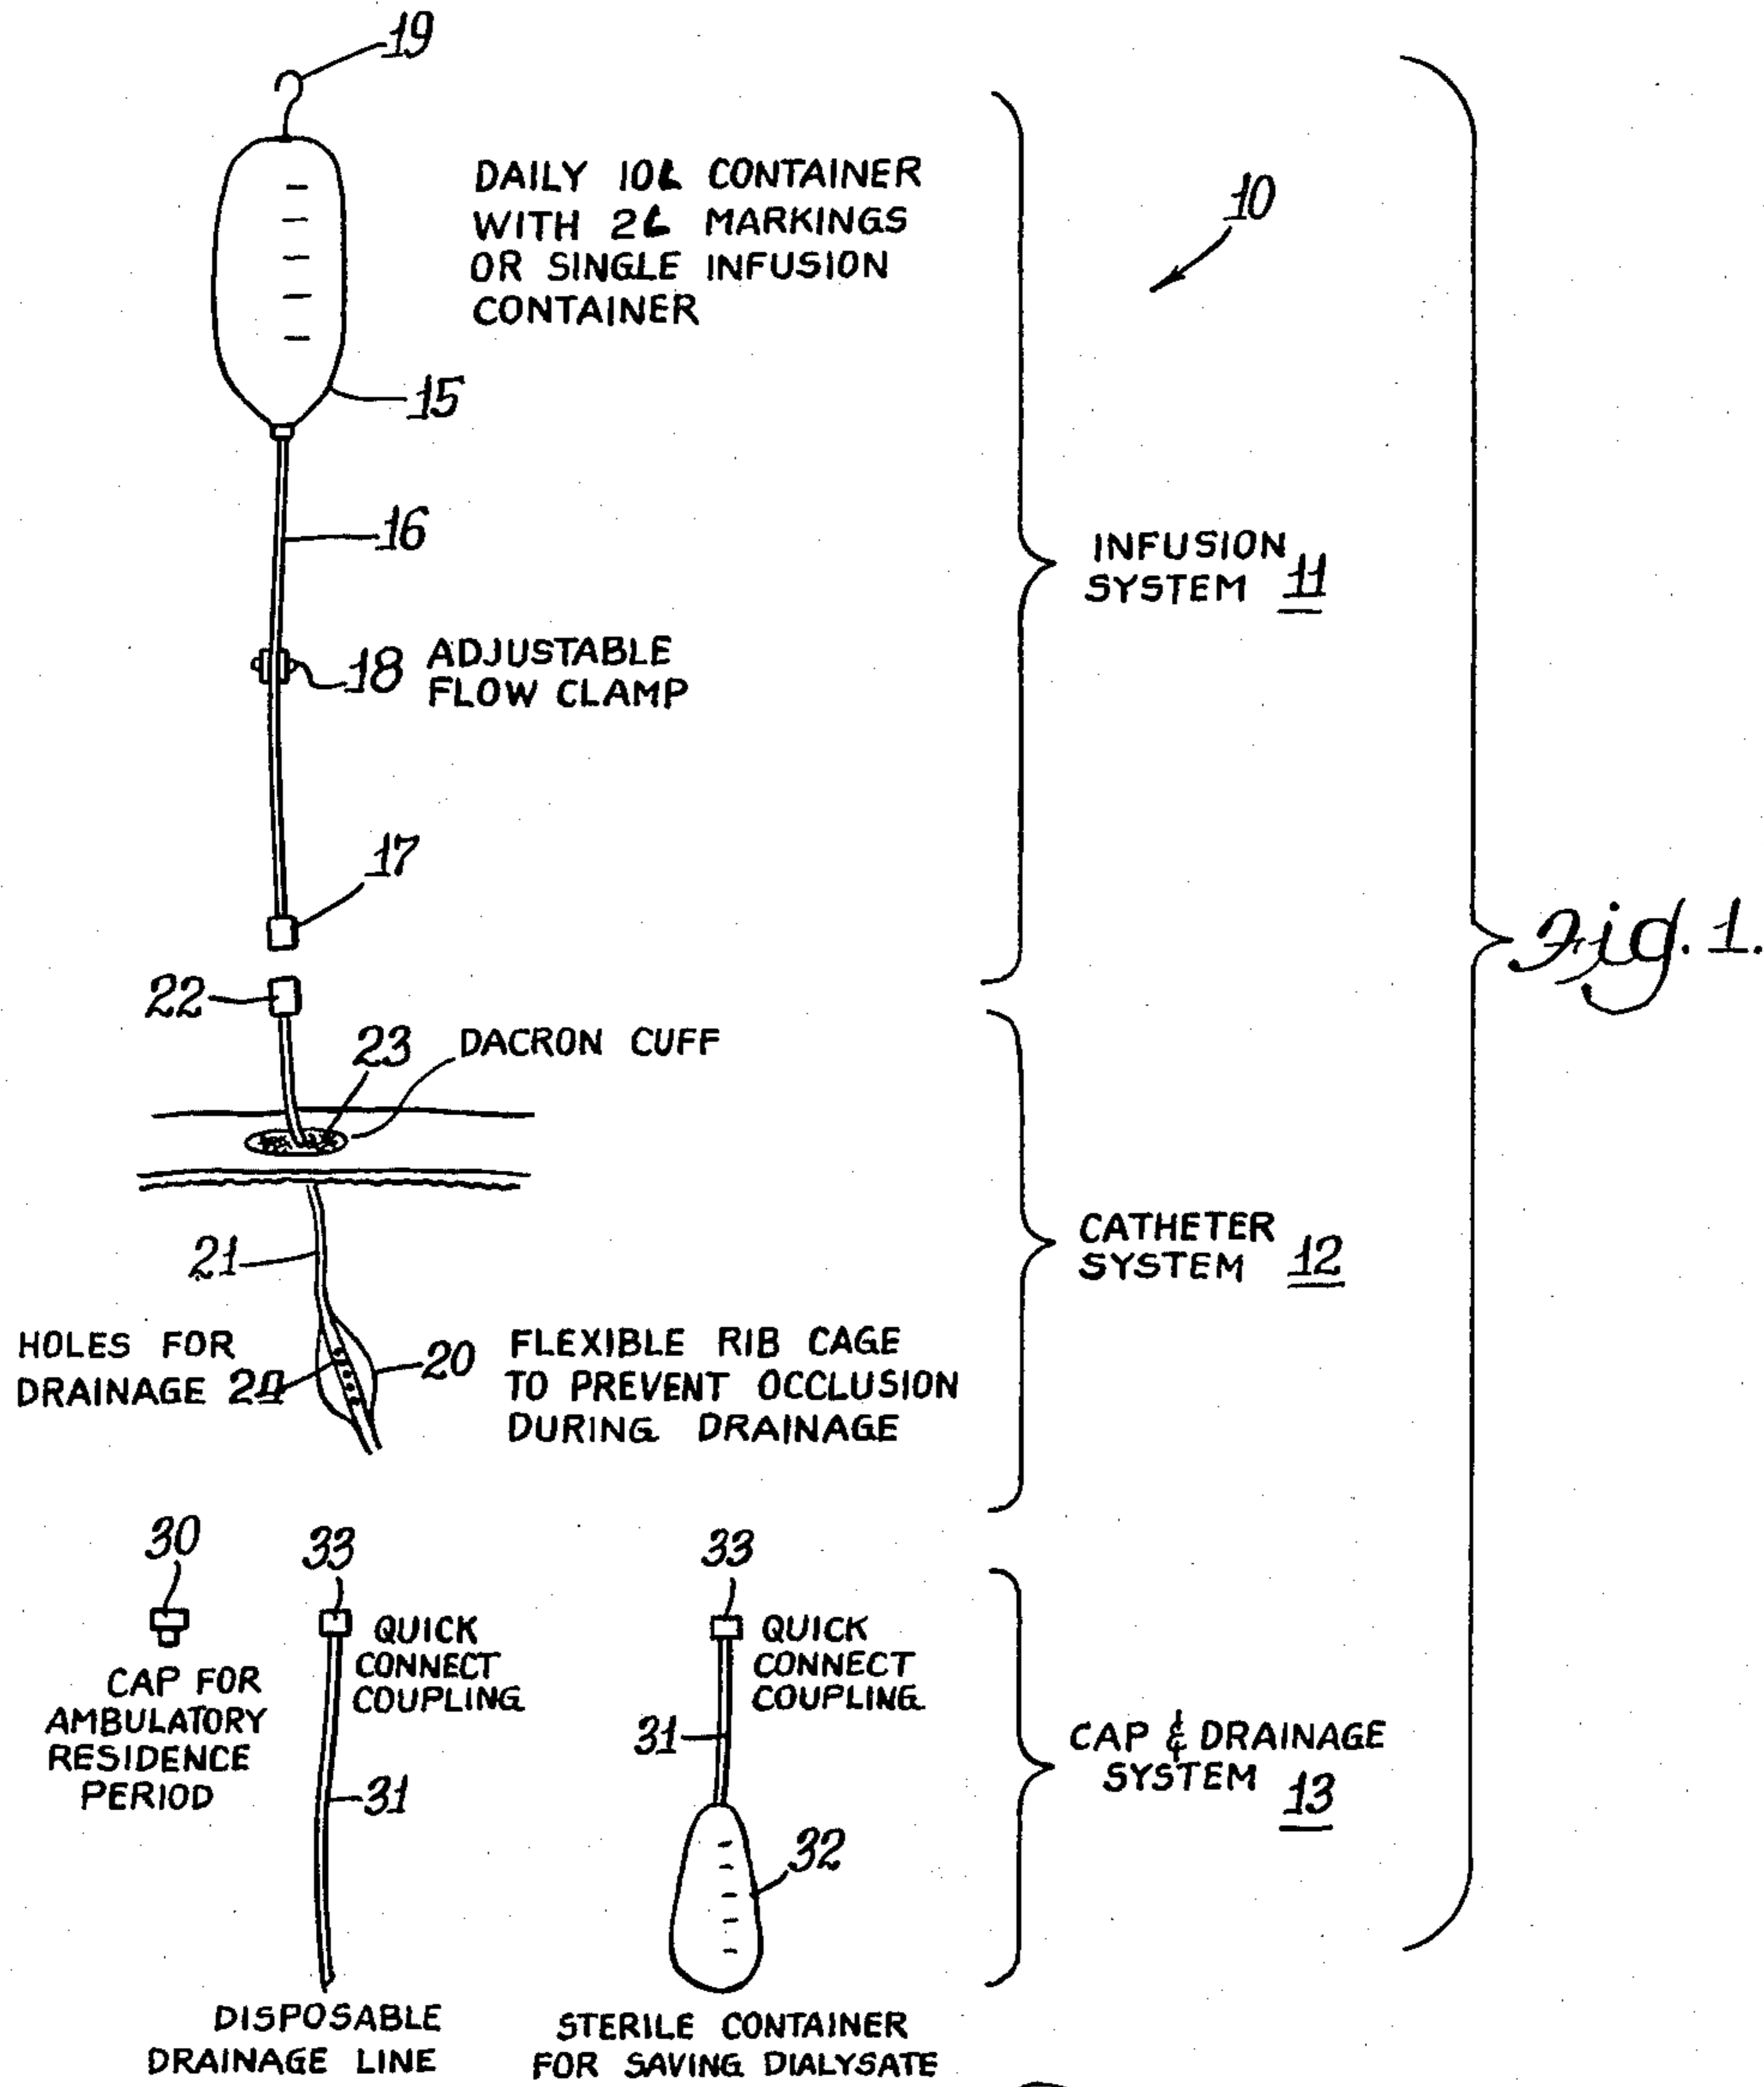 19
DAILY 10L CONTAINER
WITH 2L MARKINGS
OR SINGLE INFUSION
CONTAINER
10
15
16
INFUSION
SYSTEM 11
18 ADJUSTABLE
FLOW CLAMP
17
Fig. 1.
22
23 DACRON CUFF
21
CATHETER
SYSTEM 12
HOLES FOR
DRAINAGE 24
20 FLEXIBLE RIB CAGE
TO PREVENT OCCLUSION
DURING DRAINAGE
30
CAP FOR
AMBULATORY
RESIDENCE
PERIOD
33
QUICK
CONNECT
COUPLING
31
DISPOSABLE
DRAINAGE LINE
33
QUICK
CONNECT
COUPLING
31
32
STERILE CONTAINER
FOR SAVING DIALYSATE
CAP & DRAINAGE
SYSTEM 13